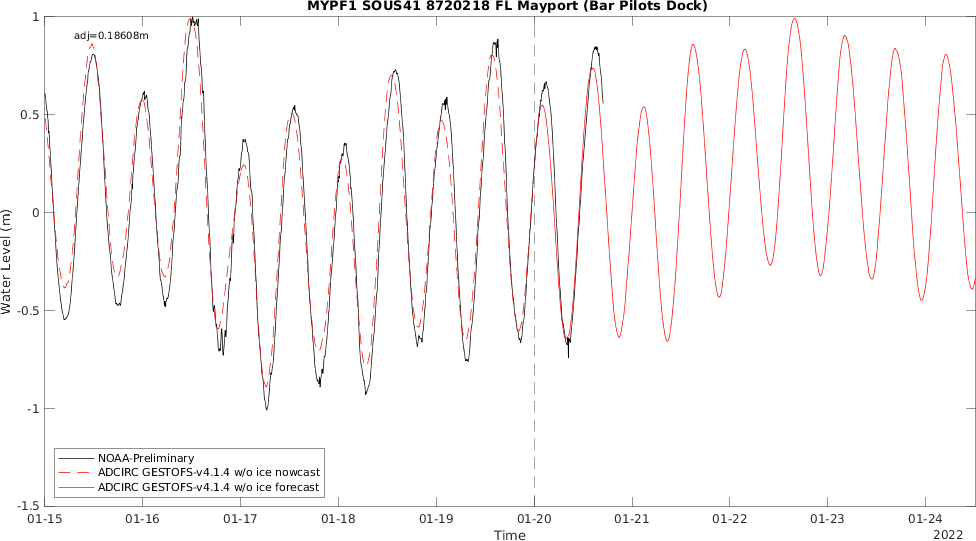 MYPF1 SOUS41 8720218 FL Mayport (Bar Pilots Dock)
adj=0.18608m
1
0.5
0
-0.5
-1
-1.5
Water Level (m)
NOAA-Preliminary
ADCIRC GESTOFS-v4.1.4 w/o ice nowcast
ADCIRC GESTOFS-v4.1.4 w/o ice forecast
01-15 01-16 01-17 01-18 01-19 01-20 01-21 01-22 01-23 01-24
Time
2022